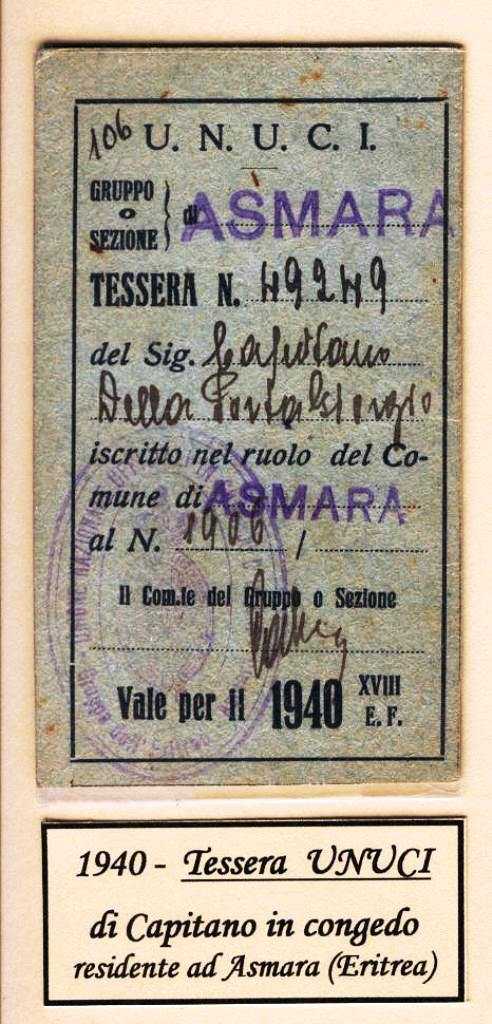 106 U. N. U. C. I.
GRUPPO
o
SEZIONE } di ASMARA
TESSERA N. 49249
del Sig. Capitano
Della Porta Giorgio
iscritto nel ruolo del Co-
mune di ASMARA
al N. 1906 /
Il Com.te del Gruppo o Sezione
Vale per il 1940 XVIII
E. F.
1940 - Tessera UNUCI
di Capitano in congedo
residente ad Asmara (Eritrea)